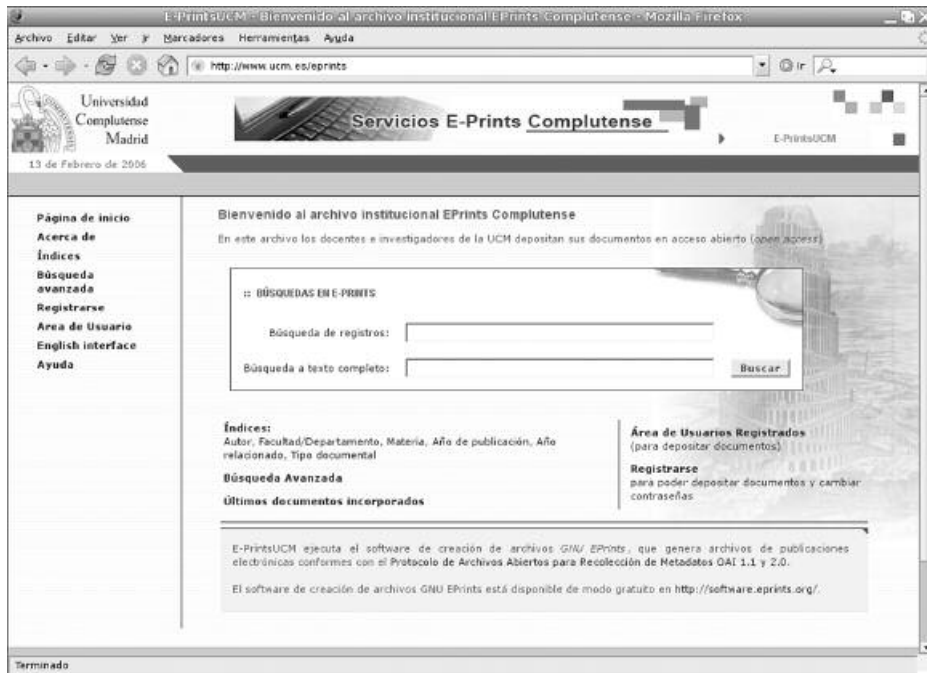 E-PrintsUCM - Bienvenido al archivo institucional EPrints Complutense - Mozilla Firefox
Archivo Editar Ver Ir Marcadores Herramientas Ayuda
http://www.ucm.es/eprints
Ir
Universidad
Complutense
Madrid
Servicios E-Prints Complutense
E-PrintsUCM
13 de Febrero de 2006
Página de inicio
Acerca de
Índices
Búsqueda
avanzada
Registrarse
Area de Usuario
English interface
Ayuda
Bienvenido al archivo institucional EPrints Complutense
En este archivo los docentes e investigadores de la UCM depositan sus documentos en acceso abierto (open access)
:: BÚSQUEDAS EN E-PRINTS
Búsqueda de registros:
Búsqueda a texto completo:
Buscar
Índices:
Autor, Facultad/Departamento, Materia, Año de publicación, Año
relacionado, Tipo documental
Búsqueda Avanzada
Últimos documentos incorporados
Área de Usuarios Registrados
(para depositar documentos)
Registrarse
para poder depositar documentos y cambiar
contraseñas
E-PrintsUCM ejecuta el software de creación de archivos GNU EPrints, que genera archivos de publicaciones
electrónicas conformes con el Protocolo de Archivos Abiertos para Recolección de Metadatos OAI 1.1 y 2.0.
El software de creación de archivos GNU EPrints está disponible de modo gratuito en http://software.eprints.org/.
Terminado